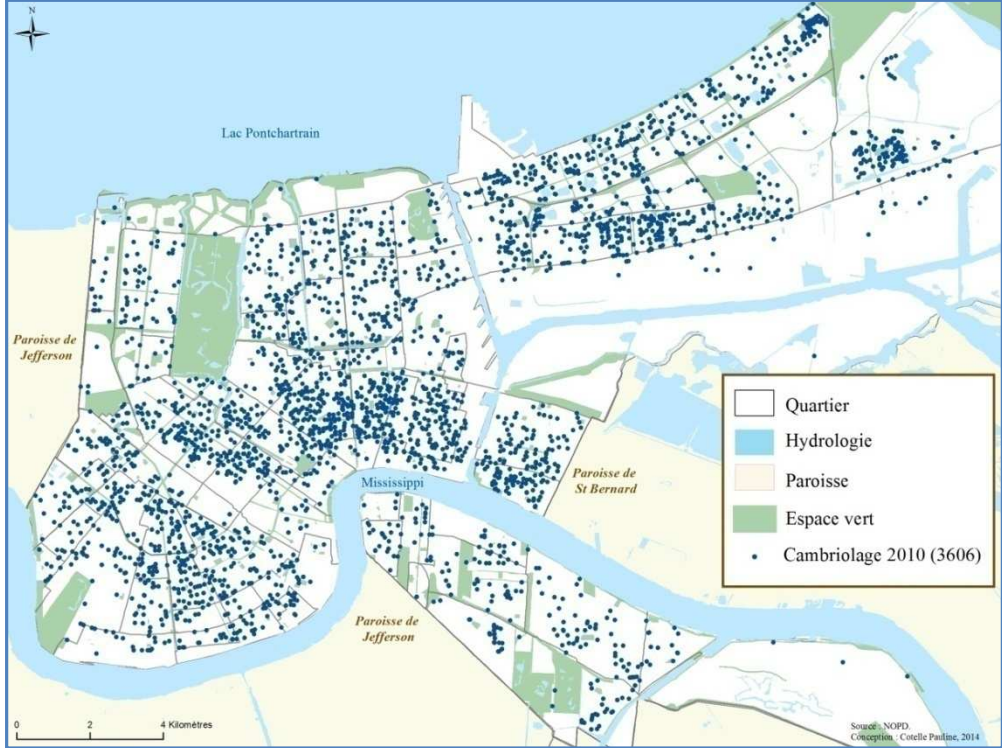 N
Lac Pontchartrain
Paroisse de
Jefferson
Quartier
Hydrologie
Paroisse
Espace vert
Cambriolage 2010 (3606)
Paroisse de
St Bernard
Mississippi
Paroisse de
Jefferson
0 2 4 Kilomètres
Source : NOPD.
Conception : Cotelle Pauline, 2014